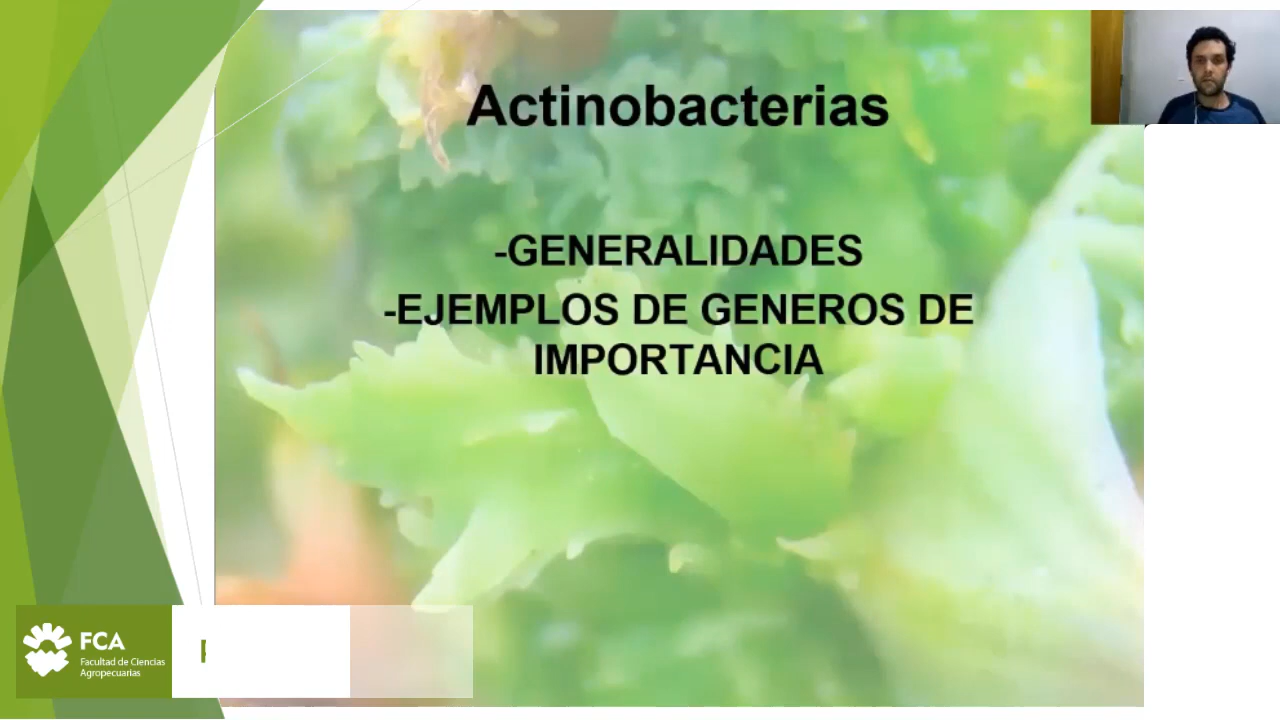 Actinobacterias
-GENERALIDADES
-EJEMPLOS DE GENEROS DE
IMPORTANCIA
FCA
Facultad de Ciencias
Agropecuarias